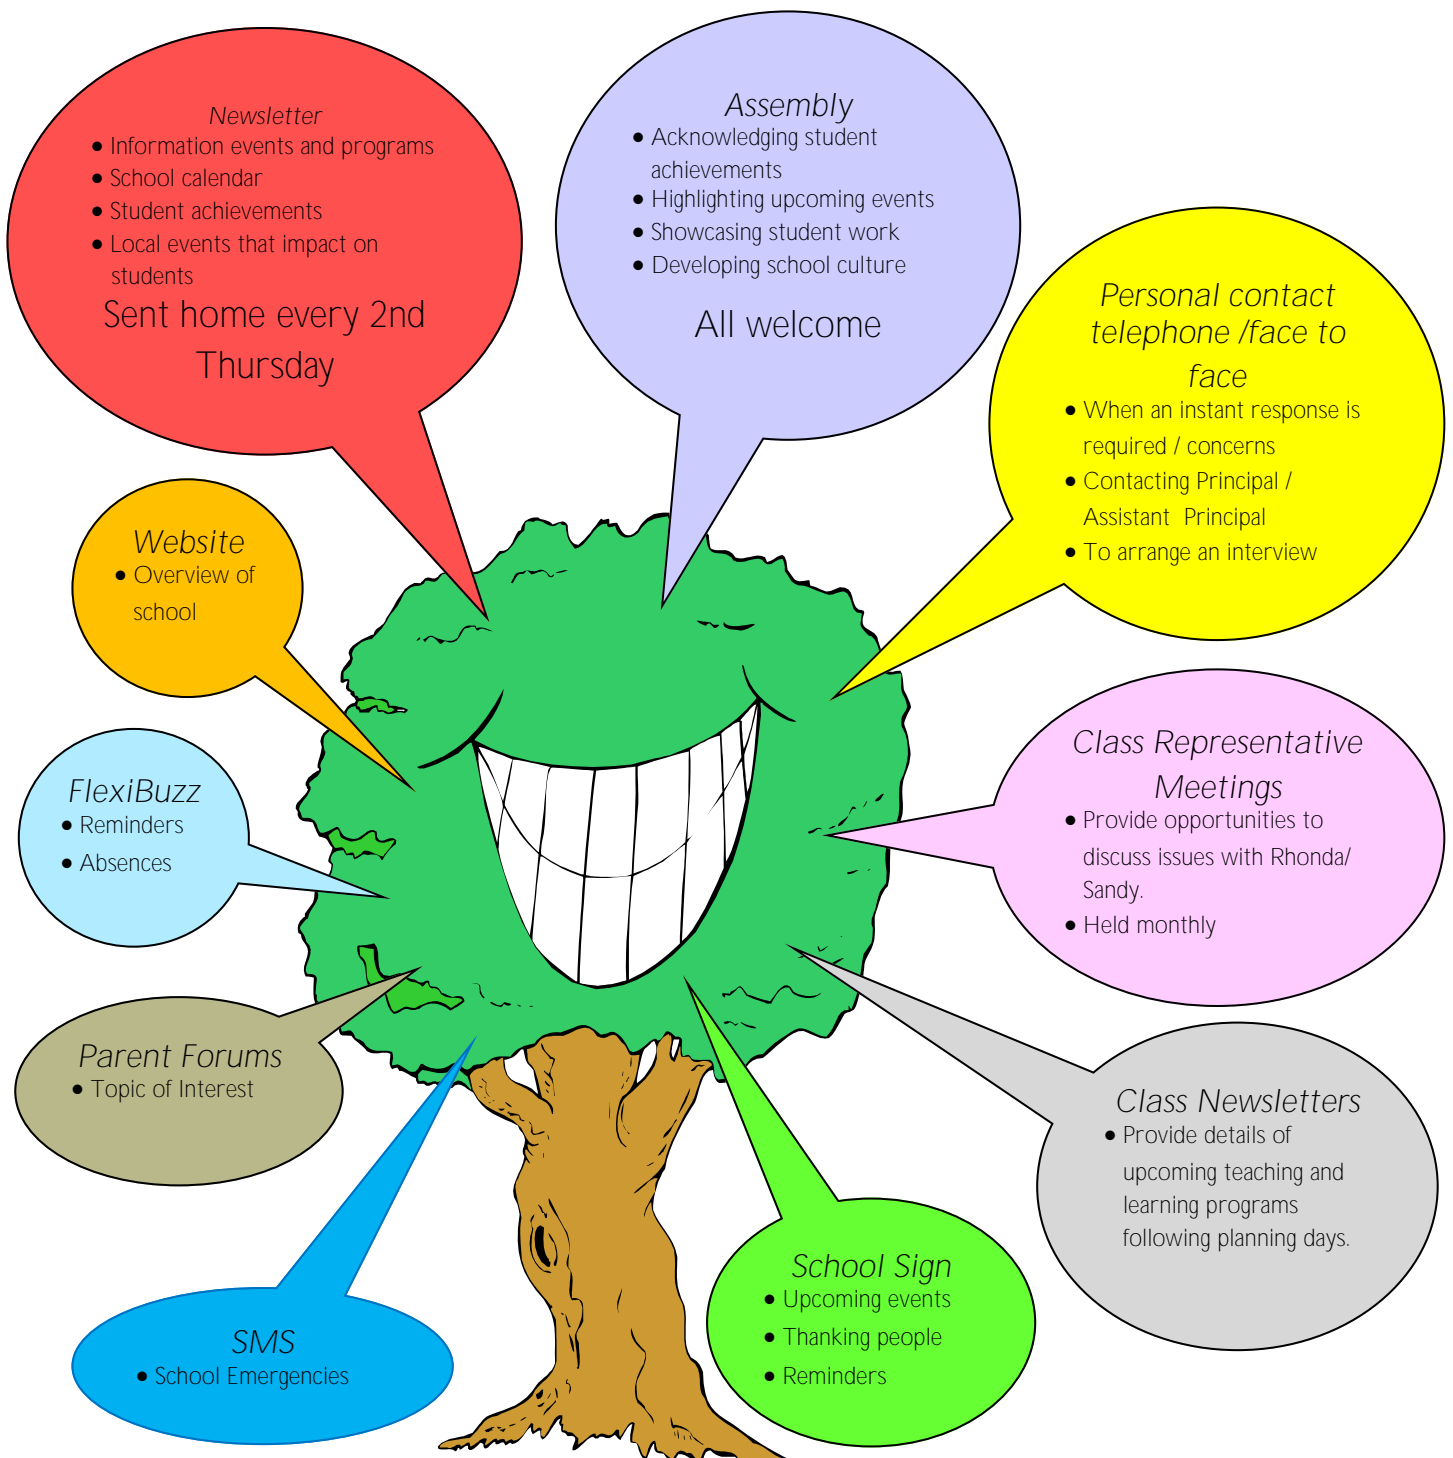 Newsletter
• Information events and programs
• School calendar
• Student achievements
• Local events that impact on
students
Sent home every 2nd
Thursday
Assembly
• Acknowledging student
achievements
• Highlighting upcoming events
• Showcasing student work
• Developing school culture
All welcome
Personal contact
telephone /face to
face
• When an instant response is
required / concerns
• Contacting Principal /
Assistant Principal
• To arrange an interview
Website
• Overview of
school
FlexiBuzz
• Reminders
• Absences
Class Representative
Meetings
• Provide opportunities to
discuss issues with Rhonda/
Sandy.
• Held monthly
Parent Forums
• Topic of Interest
Class Newsletters
• Provide details of
upcoming teaching and
learning programs
following planning days.
School Sign
• Upcoming events
• Thanking people
• Reminders
SMS
• School Emergencies